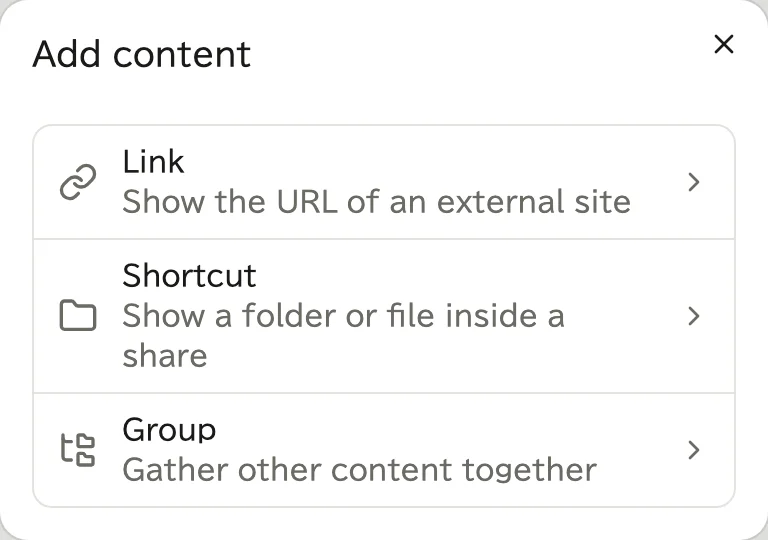 Add content
Link
Show the URL of an external site
Shortcut
Show a folder or file inside a
share
Group
Gather other content together